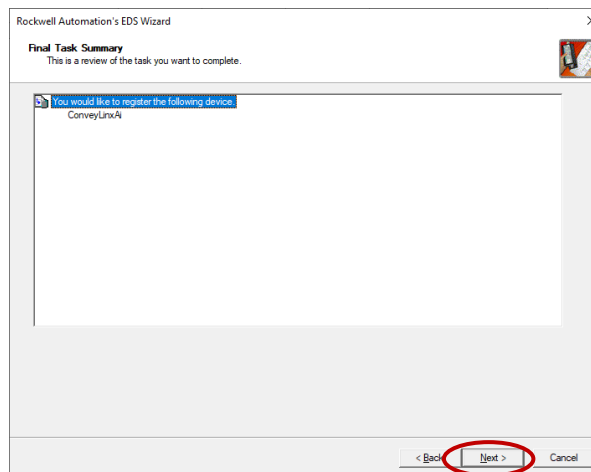 Rockwell Automation's EDS Wizard
Final Task Summary
This is a review of the task you want to complete.
You would like to register the following device.
ConveyLinxAi
< Back
Next >
Cancel